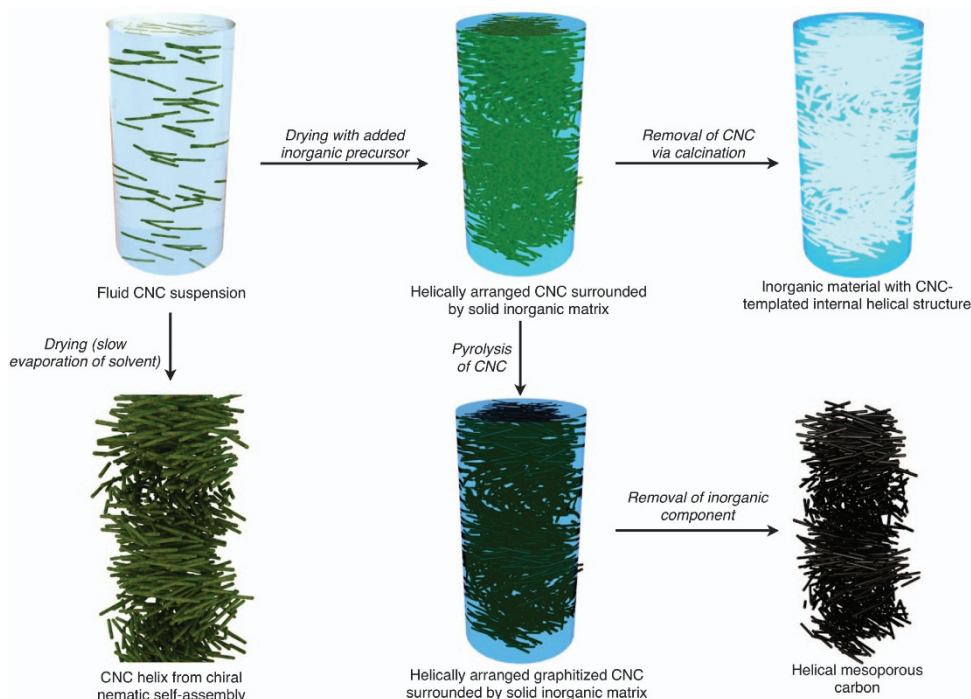 Drying with added
inorganic precursor
Removal of CNC
via calcination
Fluid CNC suspension
Helically arranged CNC surrounded
by solid inorganic matrix
Inorganic material with CNC-
templated internal helical structure
Drying (slow
evaporation of solvent)
Pyrolysis
of CNC
Removal of inorganic
component
CNC helix from chiral
nematic self-assembly
Helically arranged graphitized CNC
surrounded by solid inorganic matrix
Helical mesoporous
carbon